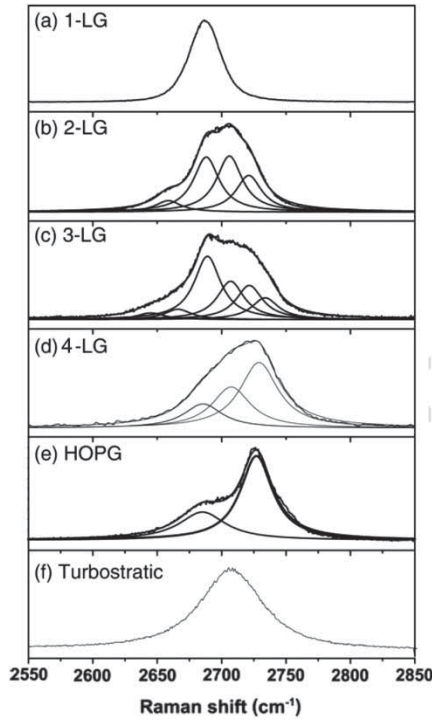 (a) 1-LG
(b) 2-LG
(c) 3-LG
(d) 4-LG
(e) HOPG
(f) Turbostratic
2550 2600 2650 2700 2750 2800 2850
Raman shift (cm⁻¹)